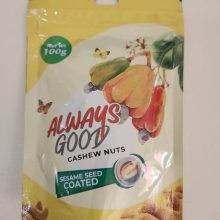 100g
ALWAYS
GOOD
CASHEW NUTS
SESAME SEED
COATED